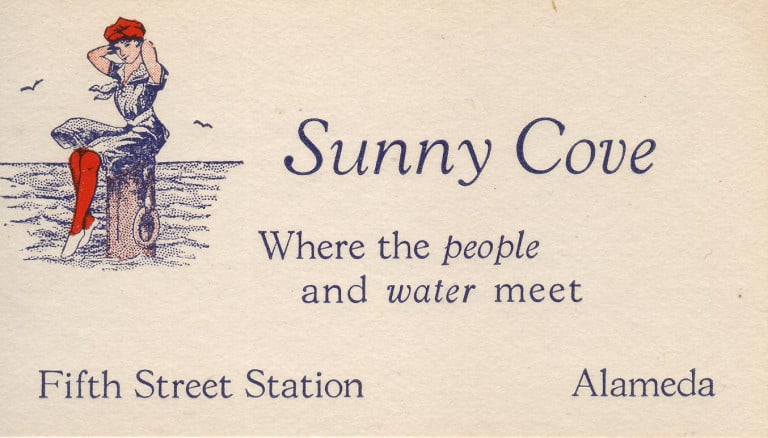 Sunny Cove
Where the people
and water meet
Fifth Street Station
Alameda